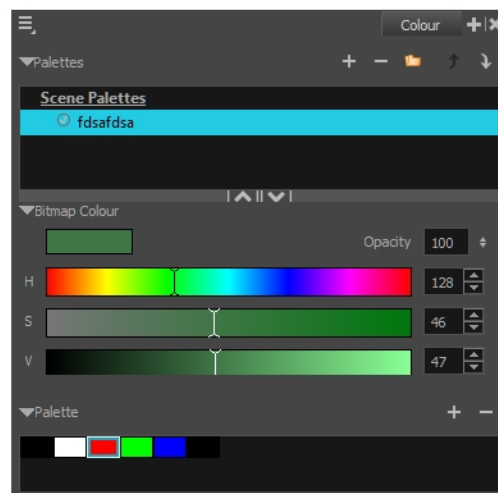 Colour
Palettes
Scene Palettes
fdsafdsa
Bitmap Colour
Opacity 100
H 128
S 46
V 47
Palette